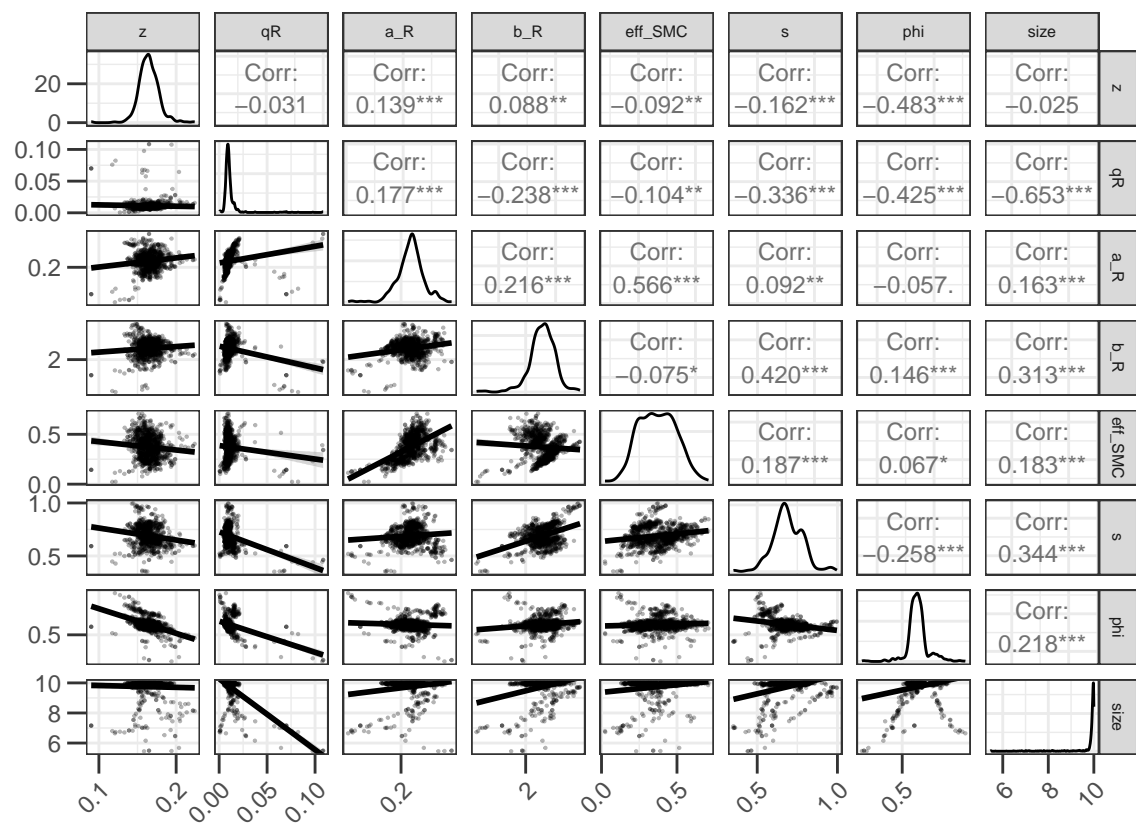 z qR a_R b_R eff_SMC s phi size
Corr: Corr: Corr: Corr: Corr: Corr: Corr:
−0.031 0.139*** 0.088** −0.092** −0.162*** −0.483*** −0.025
20
0
z
Corr: Corr: Corr: Corr: Corr: Corr:
0.177*** −0.238*** −0.104** −0.336*** −0.425*** −0.653***
0.10
0.05
0.00
qR
Corr: Corr: Corr: Corr: Corr:
0.216*** 0.566*** 0.092** −0.057. 0.163***
0.2
a_R
Corr: Corr: Corr: Corr:
−0.075* 0.420*** 0.146*** 0.313***
2
b_R
Corr: Corr: Corr:
0.187*** 0.067* 0.183***
0.5
0.0
eff_SMC
Corr: Corr:
−0.258*** 0.344***
1.0
0.5
s
Corr:
0.218***
0.5
phi
10
8
6
size
0.1 0.2 0.00 0.05 0.10 0.2 2 0.0 0.5 0.5 1.0 0.5 6 8 10